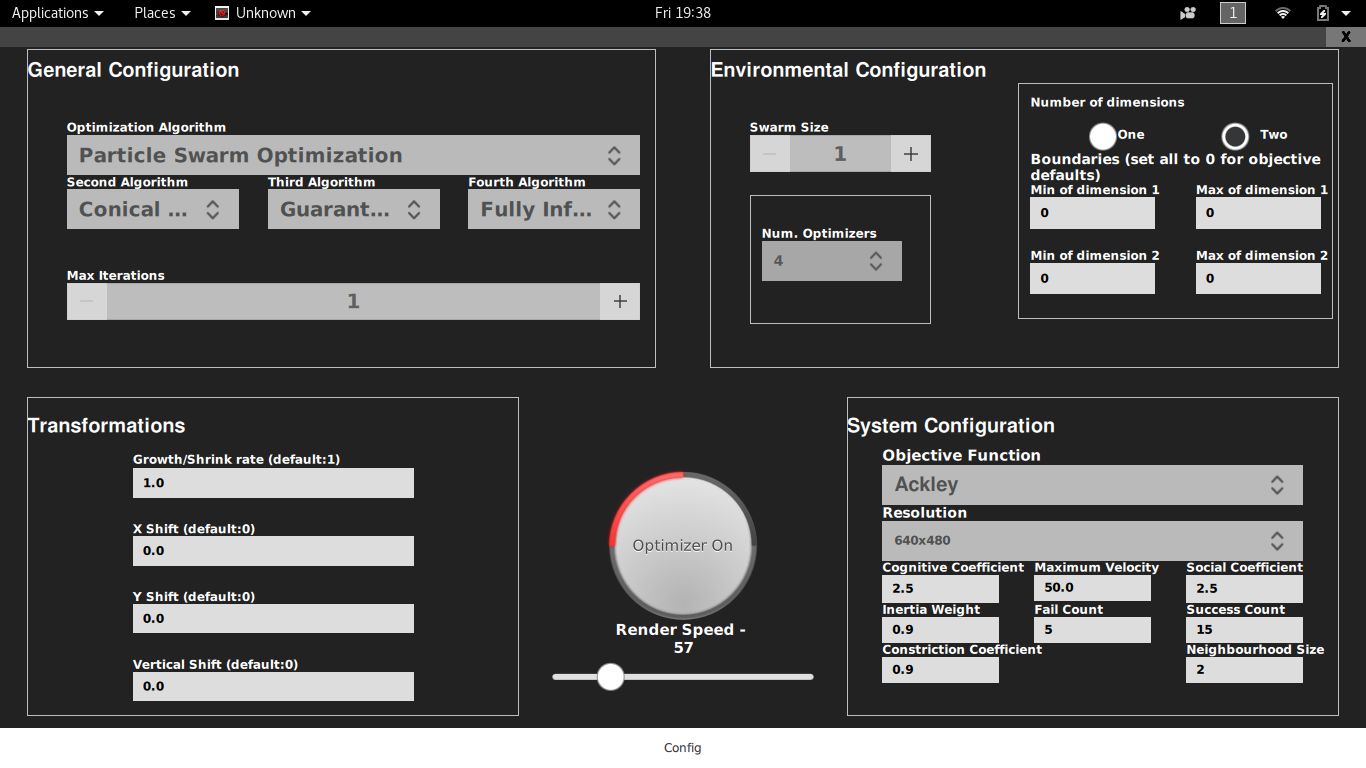 Applications Places Unknown Fri 19:38 1
x
General Configuration
Optimization Algorithm
Particle Swarm Optimization
Second Algorithm Third Algorithm Fourth Algorithm
Conical ... Guarant... Fully Inf...
Max Iterations
− 1 +
Environmental Configuration
Swarm Size
− 1 +
Num. Optimizers
4
Number of dimensions
One Two
Boundaries (set all to 0 for objective
defaults)
Min of dimension 1 Max of dimension 1
0 0
Min of dimension 2 Max of dimension 2
0 0
Transformations
Growth/Shrink rate (default:1)
1.0
X Shift (default:0)
0.0
Y Shift (default:0)
0.0
Vertical Shift (default:0)
0.0
Optimizer On
Render Speed -
57
System Configuration
Objective Function
Ackley
Resolution
640x480
Cognitive Coefficient Maximum Velocity Social Coefficient
2.5 50.0 2.5
Inertia Weight Fail Count Success Count
0.9 5 15
Constriction Coefficient Neighbourhood Size
0.9 2
Config